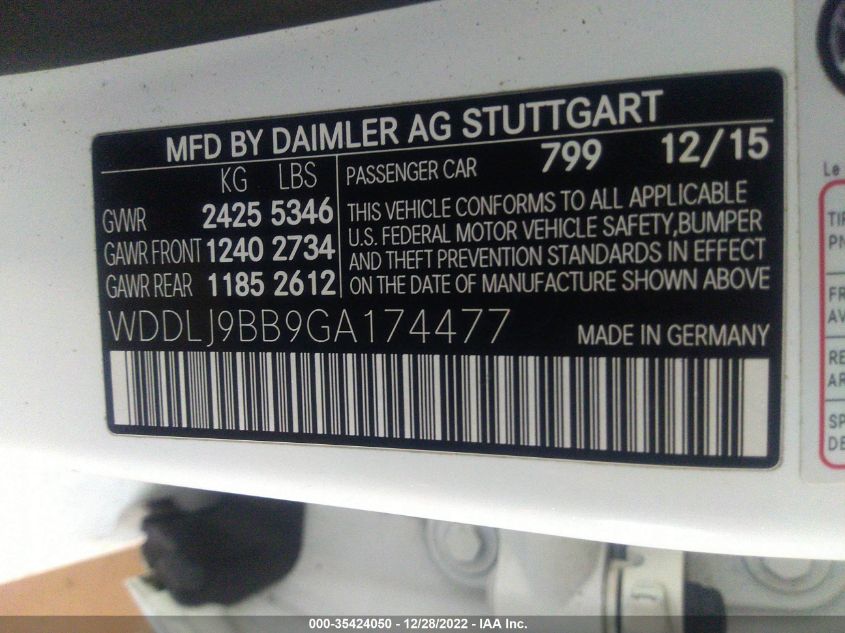 MFD BY DAIMLER AG STUTTGART
KG LBS
GVWR 2425 5346
GAWR FRONT 1240 2734
GAWR REAR 1185 2612
PASSENGER CAR 799 12/15
THIS VEHICLE CONFORMS TO ALL APPLICABLE
U.S. FEDERAL MOTOR VEHICLE SAFETY,BUMPER
AND THEFT PREVENTION STANDARDS IN EFFECT
ON THE DATE OF MANUFACTURE SHOWN ABOVE
WDDLJ9BB9GA174477 MADE IN GERMANY
Le
000-35424050 - 12/28/2022 - IAA Inc.